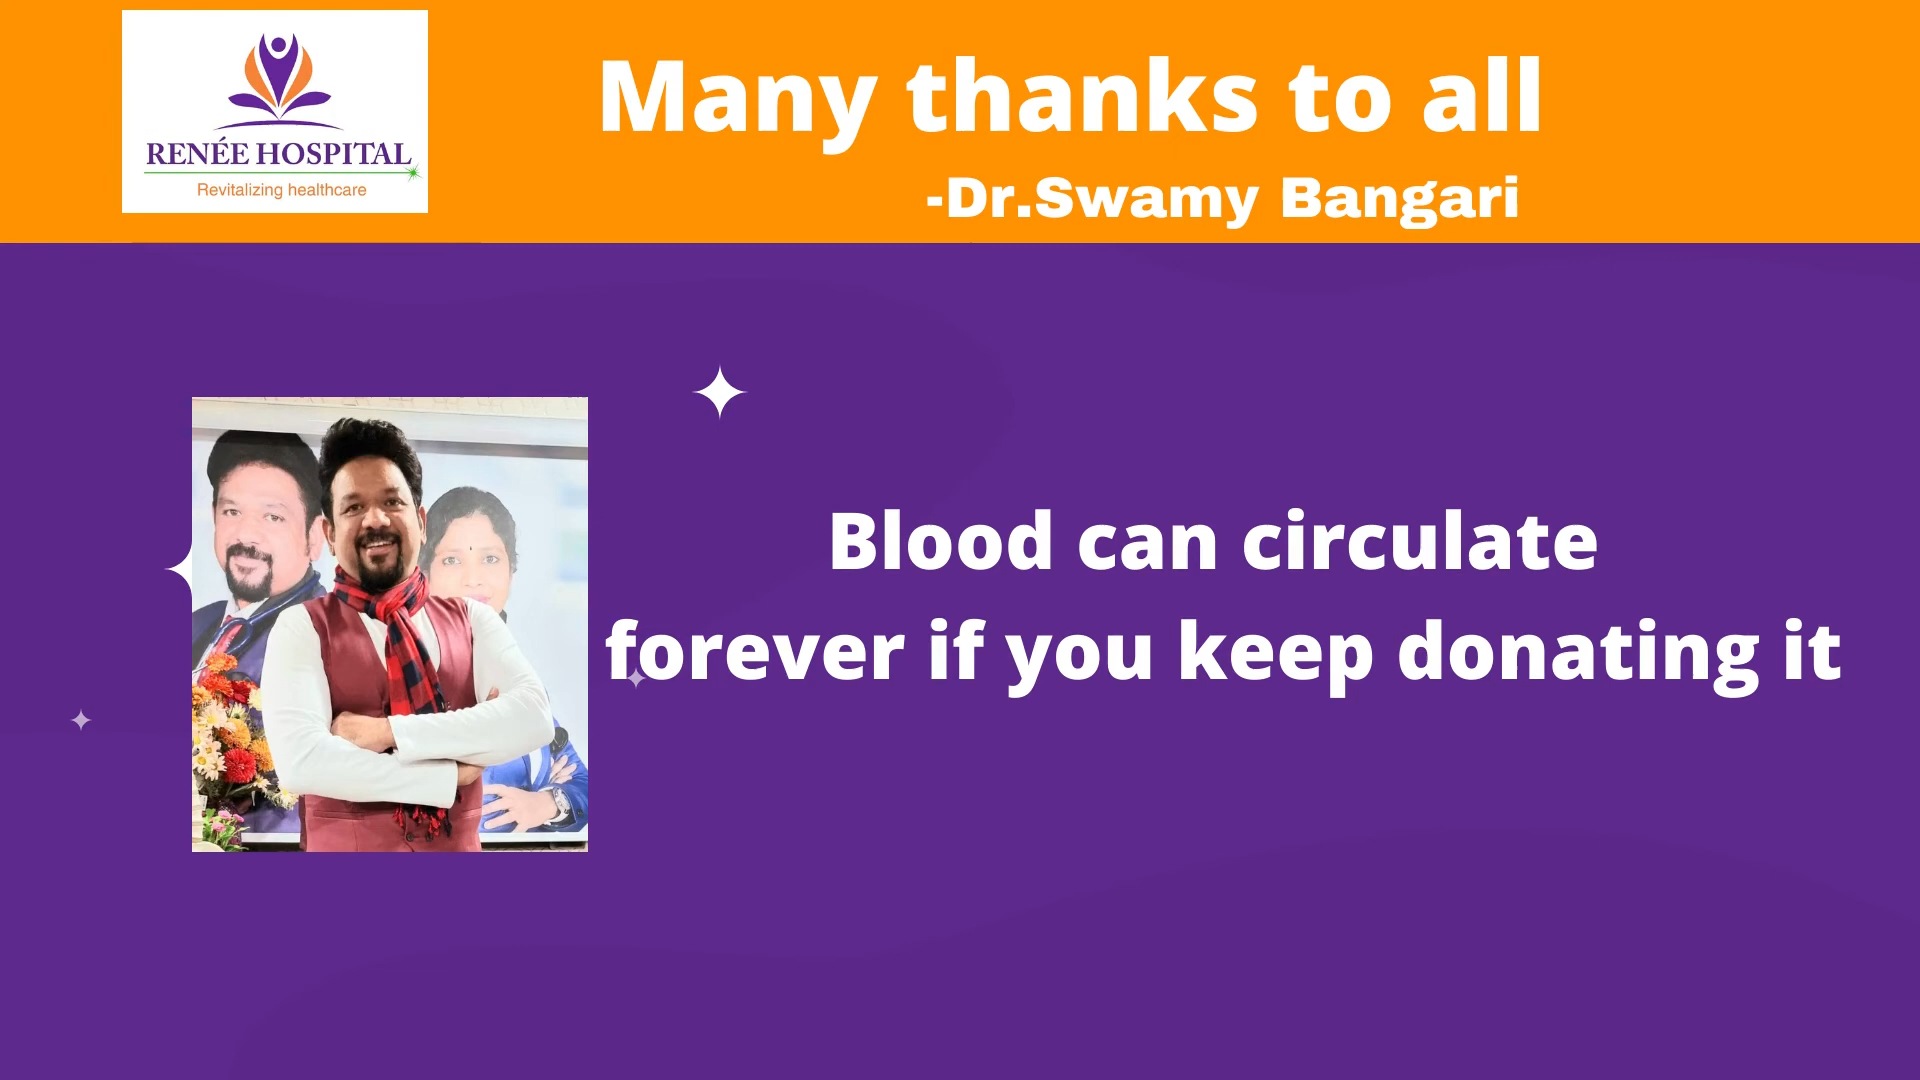 RENÉE HOSPITAL
Revitalizing healthcare
Many thanks to all
-Dr.Swamy Bangari
Blood can circulate
forever if you keep donating it